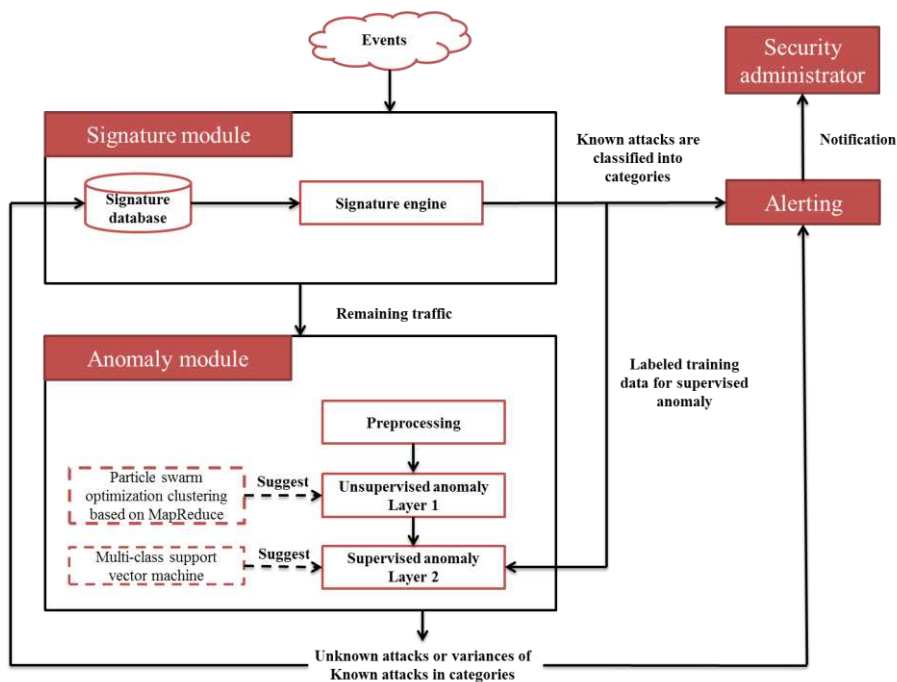 Events
Security
administrator
Signature module
Known attacks are
classified into
categories
Notification
Signature
database
Signature engine
Alerting
Remaining traffic
Anomaly module
Labeled training
data for supervised
anomaly
Preprocessing
Particle swarm
optimization clustering
based on MapReduce
Suggest
Unsupervised anomaly
Layer 1
Multi-class support
vector machine
Suggest
Supervised anomaly
Layer 2
Unknown attacks or variances of
Known attacks in categories